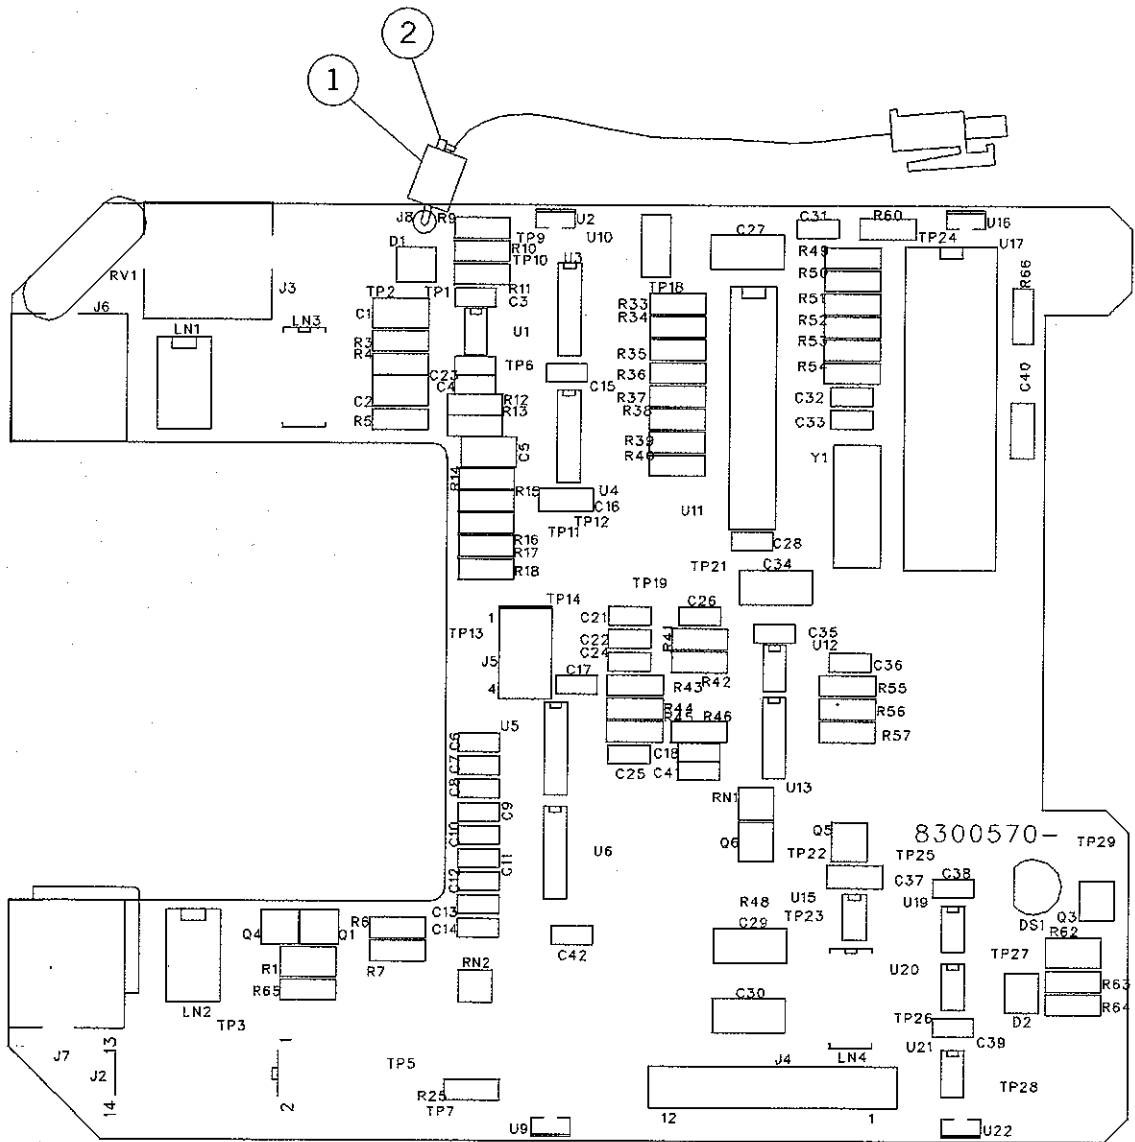 2
1
J8
R9
U2
C31
R60
U16
TP9
U10
C27
TP24
U17
D1
R10
TP10
U3
R49
RV1
J3
R50
R66
TP2
TP1
R11
TP18
J6
C3
R33
R51
LN1
LN3
C1
R34
R52
U1
R3
R53
R4
R35
TP6
C23
R36
R54
C4
C15
C40
C2
R12
R37
C32
R13
R38
R5
C33
R39
C5
R40
Y1
R14
R15
U4
C16
U11
TP12
TP11
R16
C28
R17
R18
TP21
C34
TP19
TP14
1
C21
C26
TP13
C22
R41
C35
U12
J5
C24
C36
C17
4
R43
R42
R55
R44
R56
U5
R45
R46
R57
C6
C18
C7
C25
C41
C8
U13
RN1
C9
C10
Q6
Q5
8300570-
TP29
U6
TP22
TP25
C11
C12
C37
C38
R48
U15
U19
C13
TP23
Q3
R6
C14
C29
DS1
Q4
Q1
R62
C42
TP27
R1
R7
RN2
U20
R65
R63
C30
LN2
TP26
D2
R64
TP3
13
1
U21
C39
J7
J4
LN4
J2
TP5
TP28
R25
14
2
TP7
12
1
U9
U22